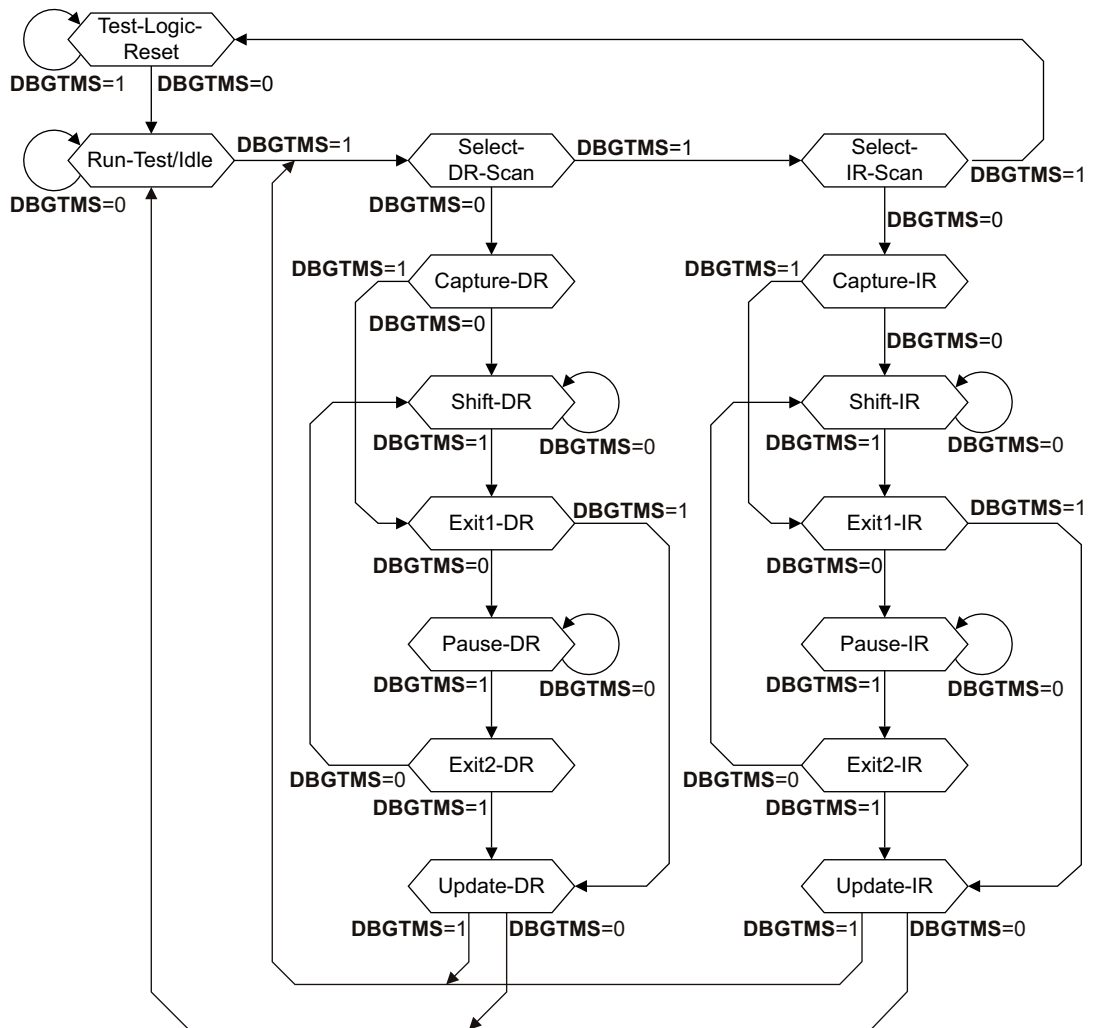 Test-Logic-
Reset
DBGTMS=1
DBGTMS=0
Run-Test/Idle
DBGTMS=0
DBGTMS=1
Select-
DR-Scan
DBGTMS=1
Select-
IR-Scan
DBGTMS=1
DBGTMS=0
DBGTMS=0
DBGTMS=1
Capture-DR
DBGTMS=0
DBGTMS=1
Capture-IR
DBGTMS=0
Shift-DR
DBGTMS=1
DBGTMS=0
Shift-IR
DBGTMS=1
DBGTMS=0
Exit1-DR
DBGTMS=1
DBGTMS=0
Exit1-IR
DBGTMS=1
DBGTMS=0
Pause-DR
DBGTMS=1
DBGTMS=0
Pause-IR
DBGTMS=1
DBGTMS=0
Exit2-DR
DBGTMS=0
DBGTMS=1
Exit2-IR
DBGTMS=0
DBGTMS=1
Update-DR
DBGTMS=1
DBGTMS=0
Update-IR
DBGTMS=1
DBGTMS=0